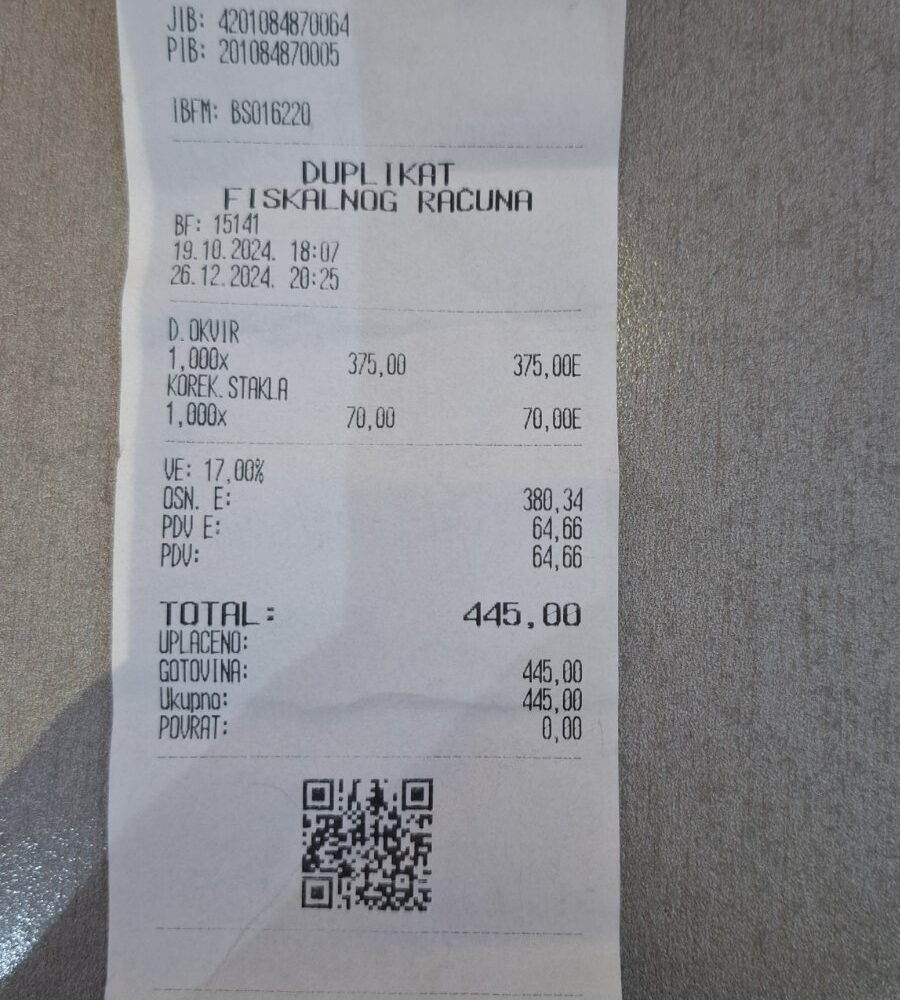 JIB: 4201084870064
PIB: 201084870005
IBFM: BS016220
DUPLIKAT
FISKALNOG RAČUNA
BF: 15141
19.10.2024. 18:07
26.12.2024. 20:25
D.OKVIR
1,000x 375,00 375,00E
KOREK.STAKLA
1,000x 70,00 70,00E
VE: 17,00%
OSN. E: 380,34
PDV E: 64,66
PDV: 64,66
TOTAL: 445,00
UPLAĆENO:
GOTOVINA: 445,00
Ukupno: 445,00
POVRAT: 0,00